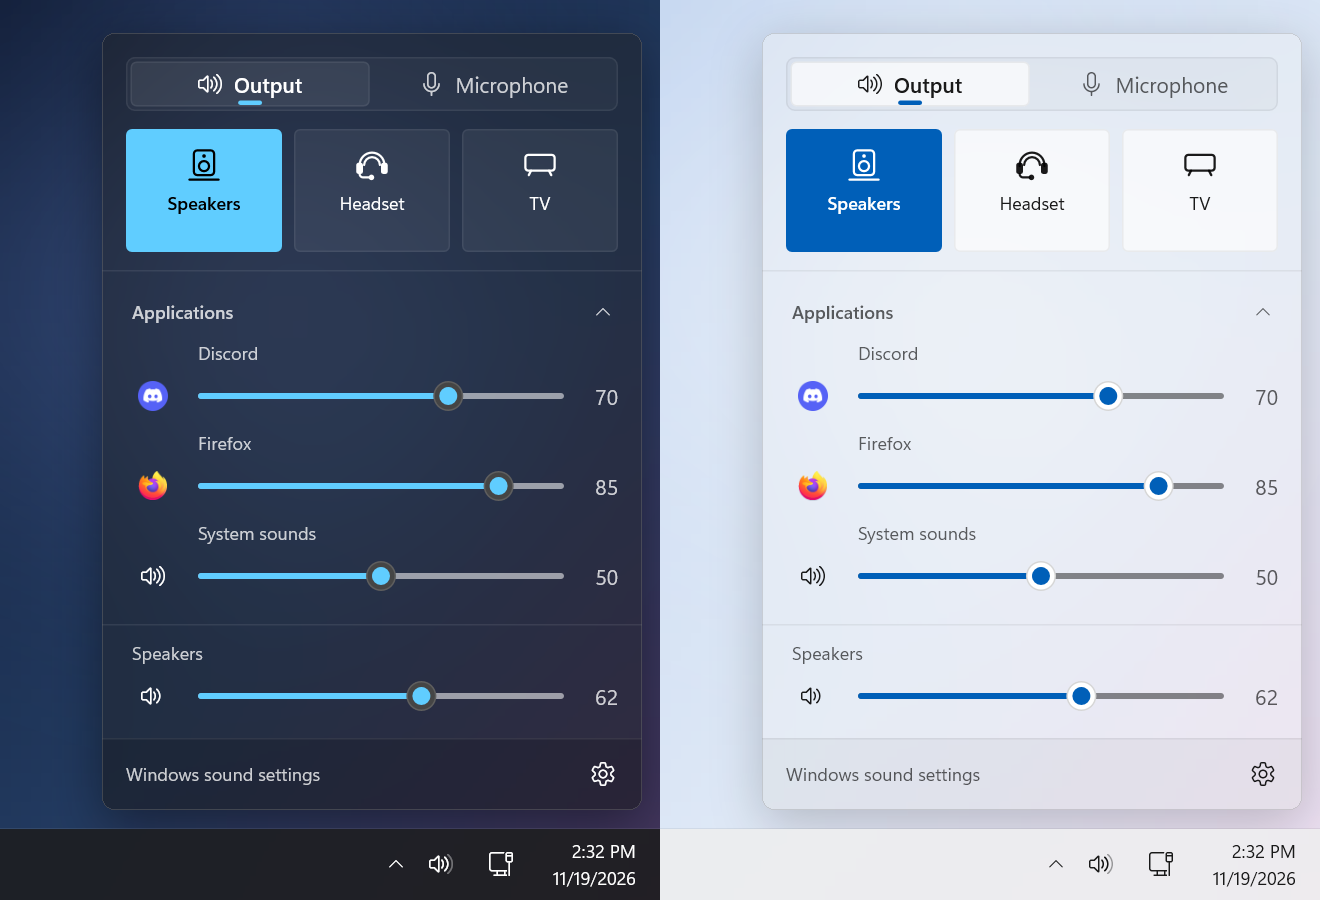 Output
Microphone
Speakers
Headset
TV
Applications
Discord
70
Firefox
85
System sounds
50
Speakers
62
Windows sound settings
2:32 PM
11/19/2026
Output
Microphone
Speakers
Headset
TV
Applications
Discord
70
Firefox
85
System sounds
50
Speakers
62
Windows sound settings
2:32 PM
11/19/2026